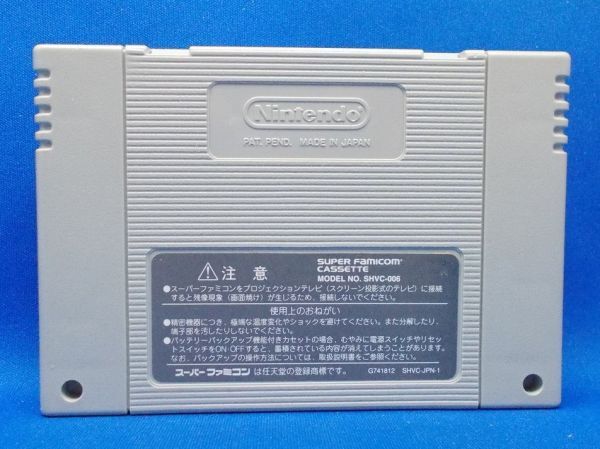 Nintendo
PAT. PEND. MADE IN JAPAN
⚠注意
SUPER FAMICOM
CASSETTE
MODEL NO. SHVC-006
●スーパーファミコンをプロジェクションテレビ(スクリーン投影式のテレビ)に接続
すると残像現象(画面焼け)が生じるため、接続しないでください。
使用上のおねがい
●精密機器につき、極端な温度変化やショックを避けてください。また分解したり、
端子部を汚したりしないでください。
●バッテリーバックアップ機能付きカセットの場合、むやみに電源スイッチやリセッ
トスイッチをON・OFFすると、蓄積されている内容が消えてしまうことがあります。
なお、バックアップの操作方法については、取扱説明書をご参照ください。
スーパーファミコンは任天堂の登録商標です。 G741812 SHVC-JPN-1